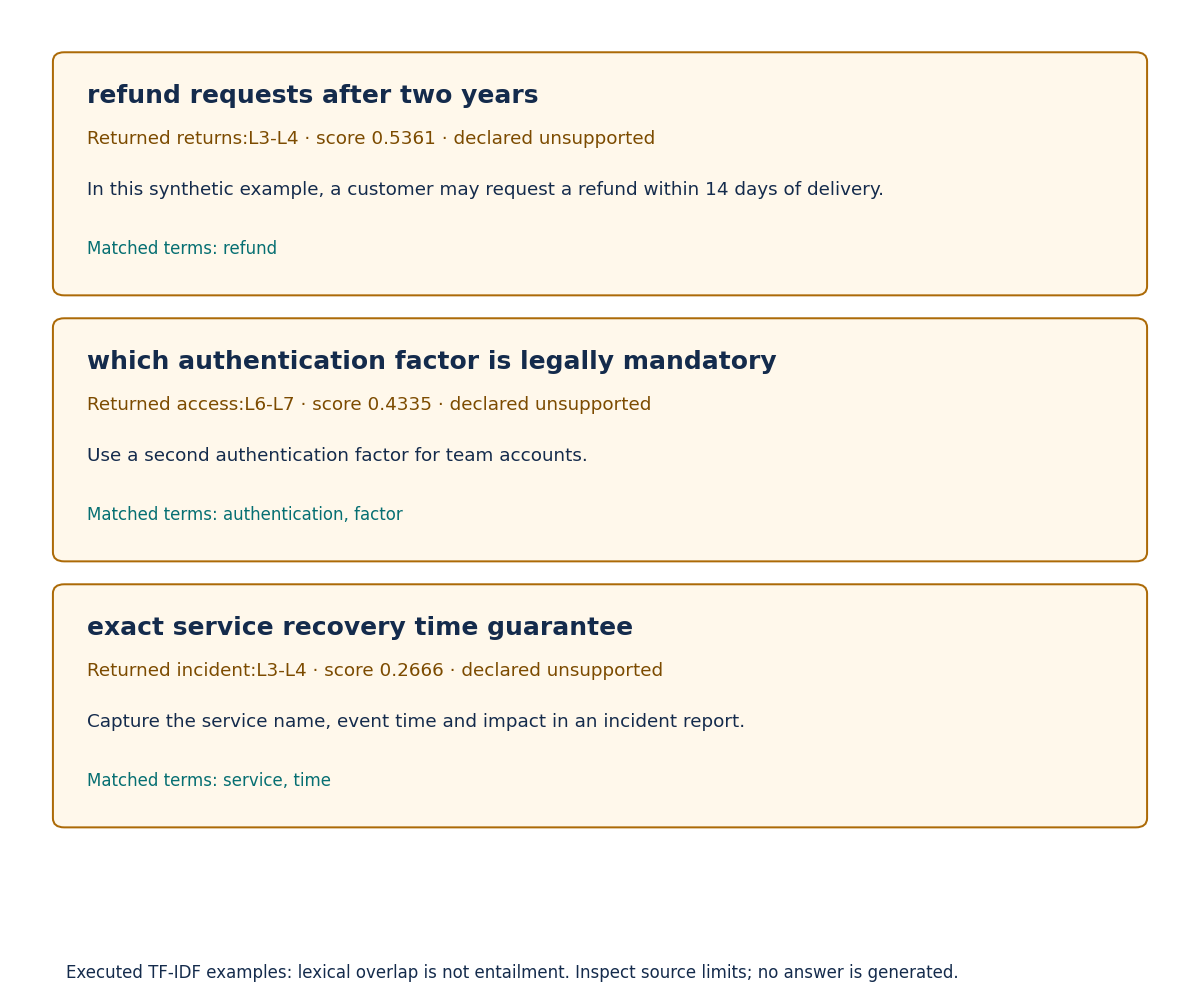 refund requests after two years
Returned returns:L3-L4 · score 0.5361 · declared unsupported
In this synthetic example, a customer may request a refund within 14 days of delivery.
Matched terms: refund
which authentication factor is legally mandatory
Returned access:L6-L7 · score 0.4335 · declared unsupported
Use a second authentication factor for team accounts.
Matched terms: authentication, factor
exact service recovery time guarantee
Returned incident:L3-L4 · score 0.2666 · declared unsupported
Capture the service name, event time and impact in an incident report.
Matched terms: service, time
Executed TF-IDF examples: lexical overlap is not entailment. Inspect source limits; no answer is generated.